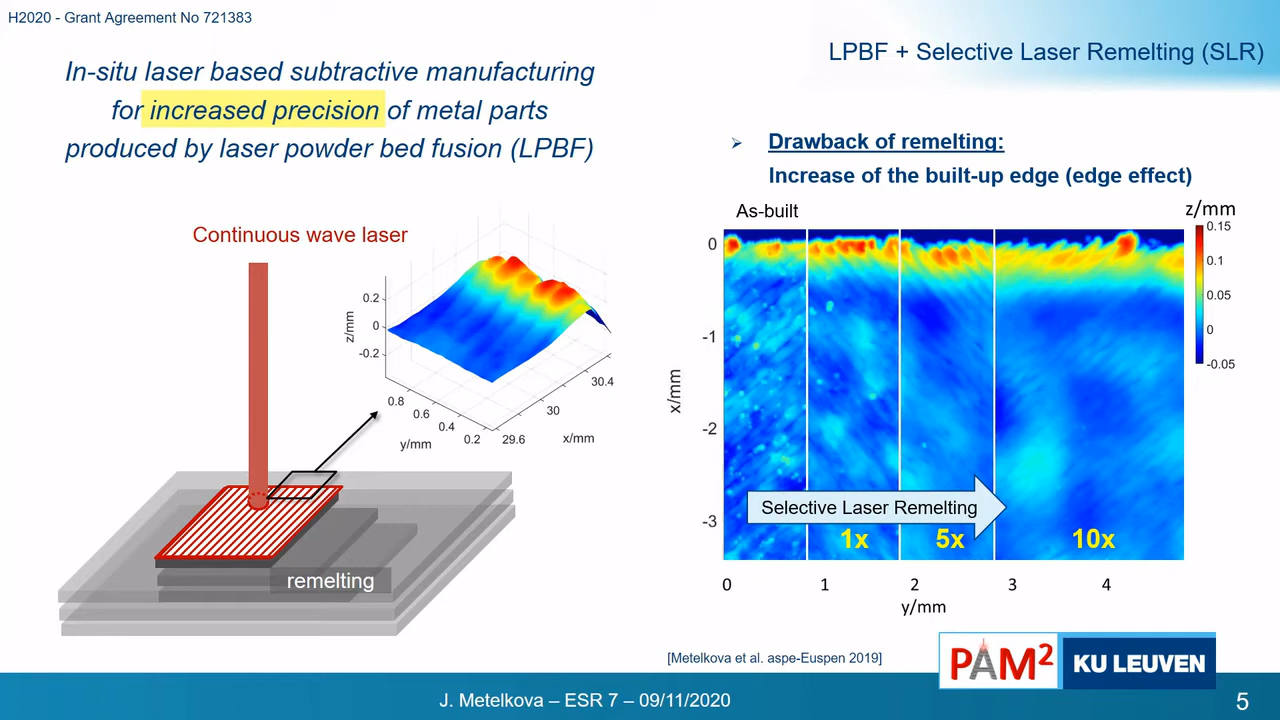 H2020 - Grant Agreement No 721383
LPBF + Selective Laser Remelting (SLR)
In-situ laser based subtractive manufacturing
for increased precision of metal parts
produced by laser powder bed fusion (LPBF)
Continuous wave laser
z/mm
0.2
0
-0.2
0.8
0.6
0.4
0.2
y/mm
29.6
30
30.4
x/mm
remelting
➢ Drawback of remelting:
Increase of the built-up edge (edge effect)
As-built
z/mm
0.15
0.1
0.05
0
-0.05
x/mm
0
-1
-2
-3
Selective Laser Remelting
1x
5x
10x
0 1 2 3 4
y/mm
[Metelkova et al. aspe-Euspen 2019]
PAM²
KU LEUVEN
J. Metelkova – ESR 7 – 09/11/2020
5